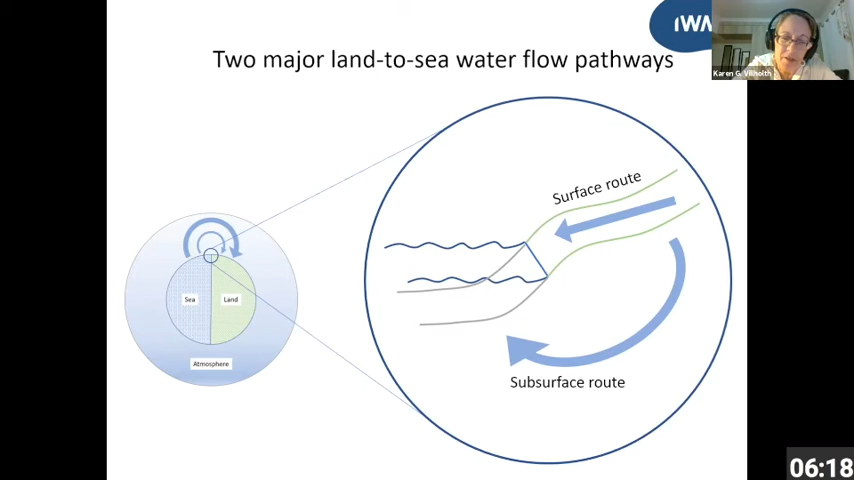 IWM
Two major land-to-sea water flow pathways
Karen G. Villholth
Surface route
Sea
Land
Atmosphere
Subsurface route
06:18